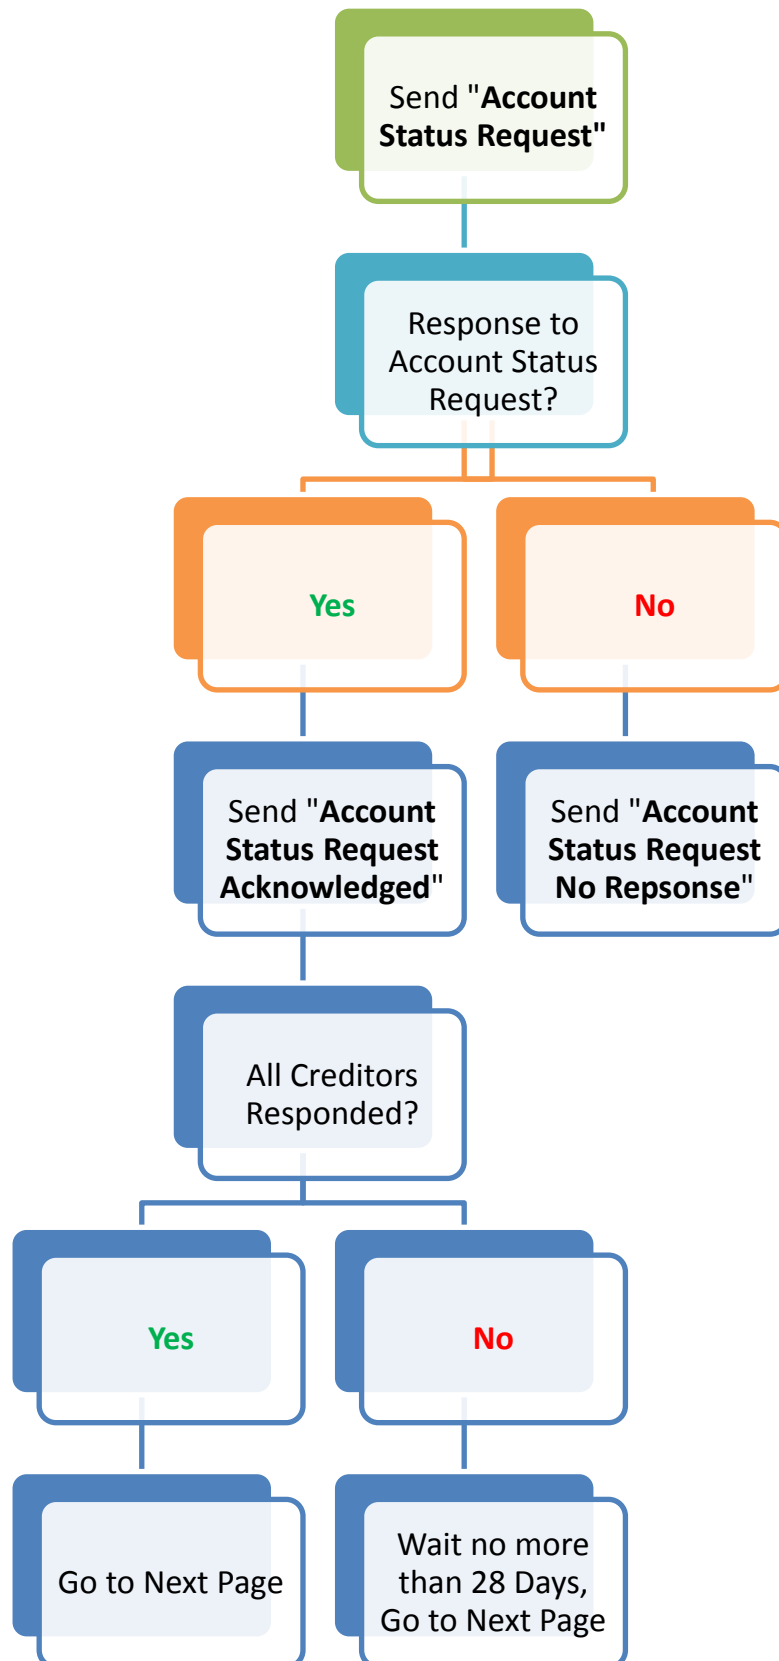 Send "Account
Status Request"
Response to
Account Status
Request?
Yes
No
Send "Account
Status Request
Acknowledged"
Send "Account
Status Request
No Repsonse"
All Creditors
Responded?
Yes
No
Go to Next Page
Wait no more
than 28 Days,
Go to Next Page